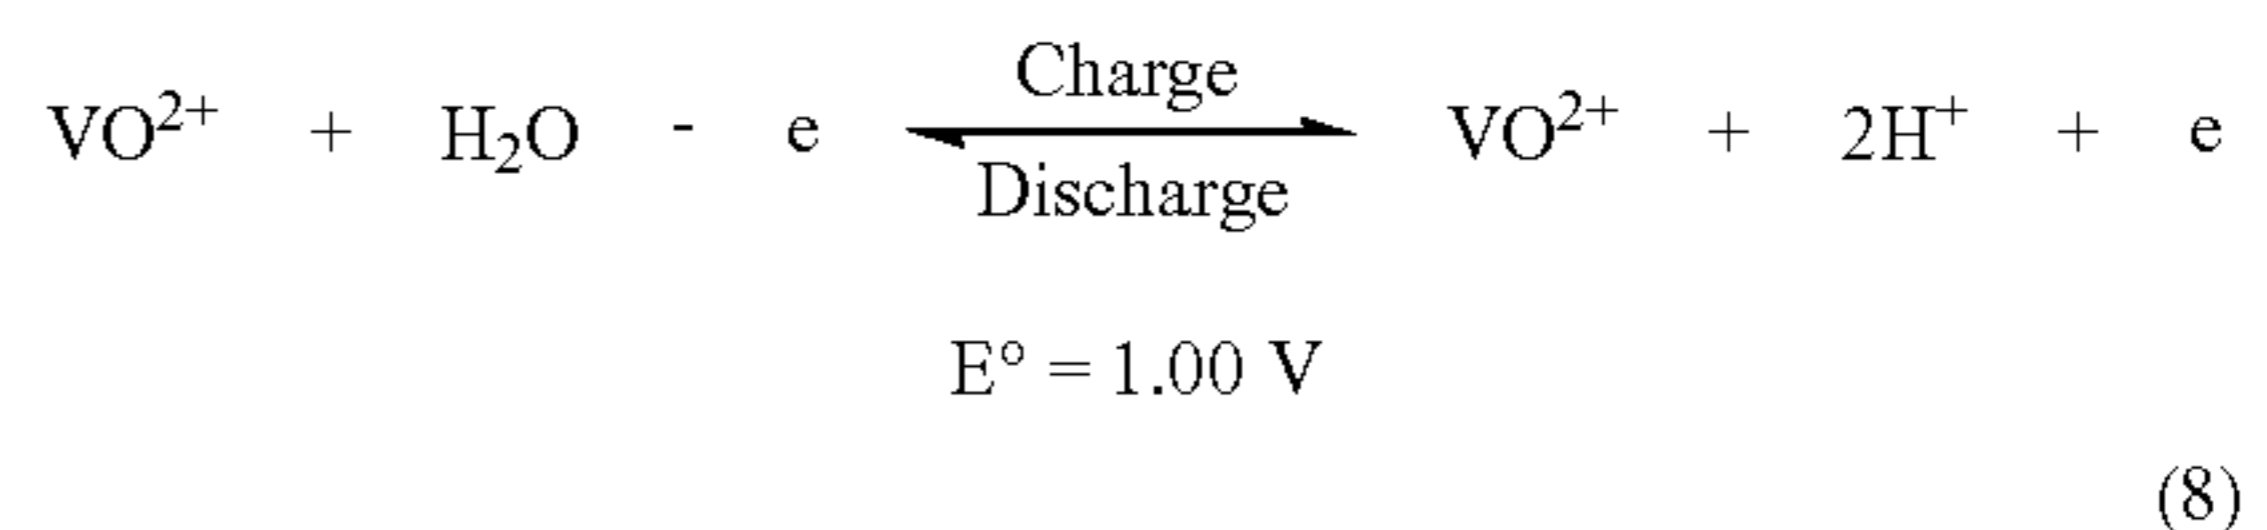 Charge
VO²⁺ + H₂O - e ⇌ VO²⁺ + 2H⁺ + e
Discharge
E° = 1.00 V
(8)